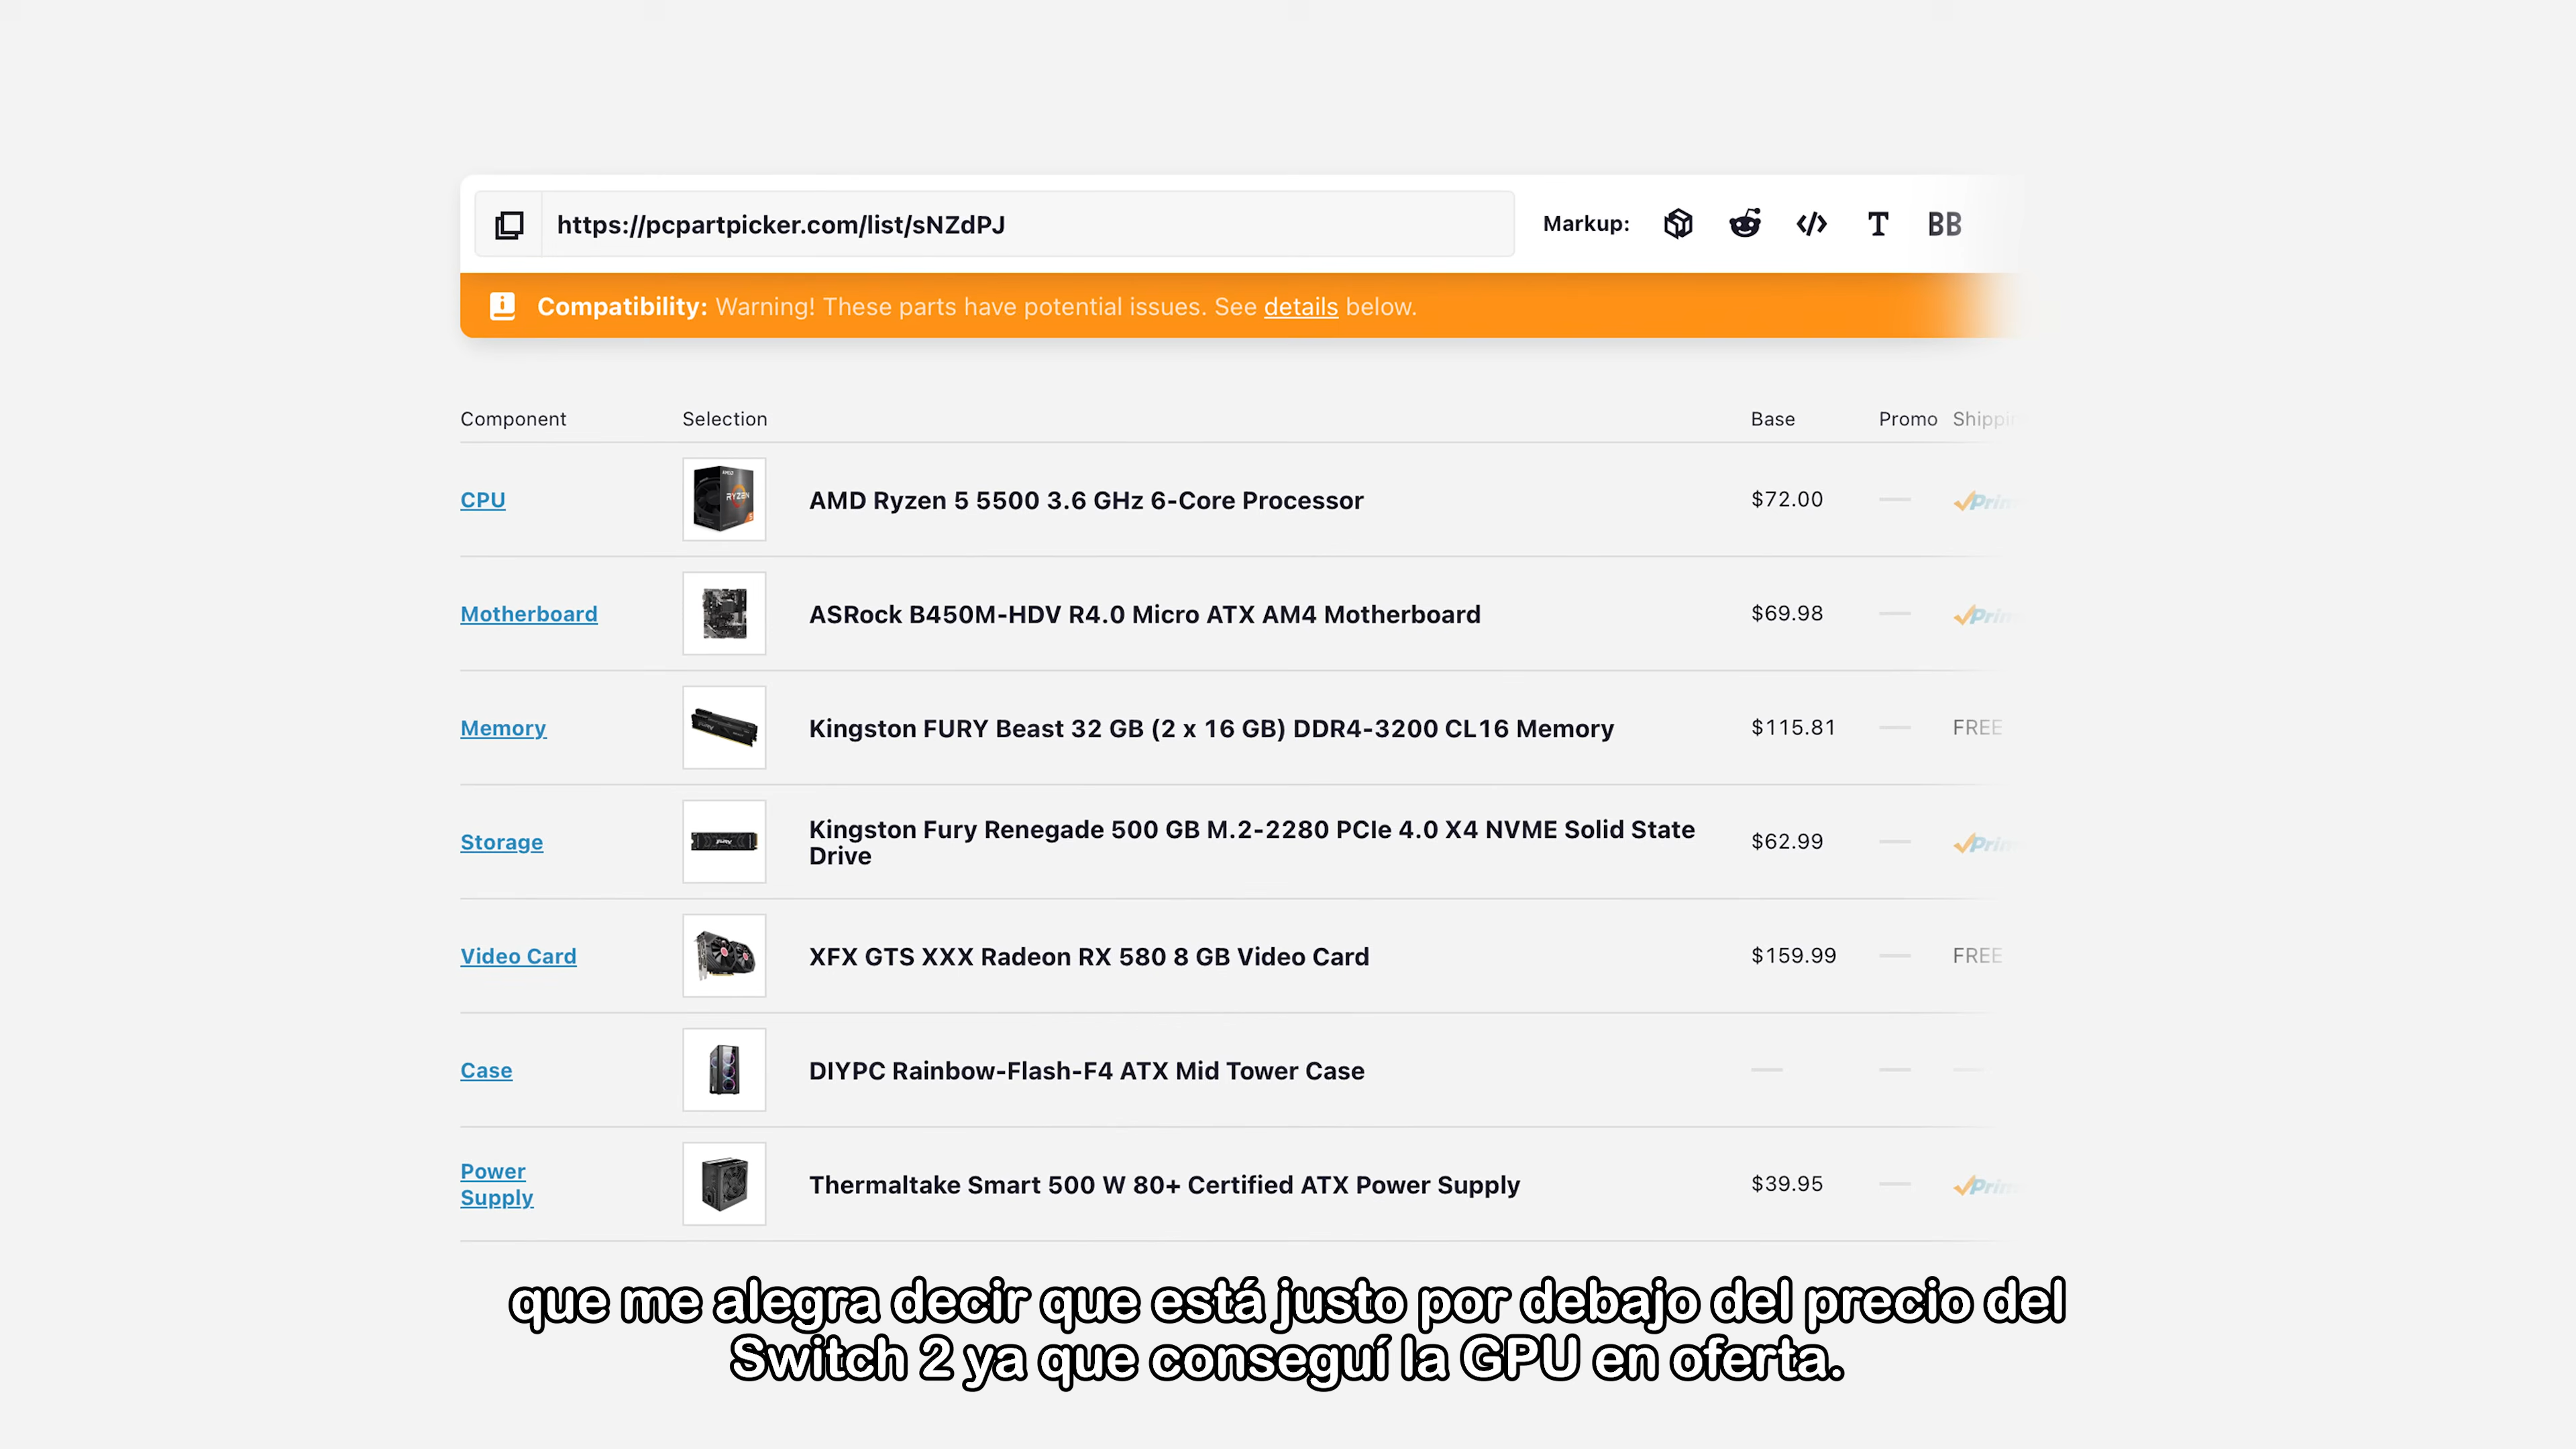 https://pcpartpicker.com/list/sNZdPJ
Markup:
BB
Compatibility: Warning! These parts have potential issues. See details below.
Component Selection Base Promo Shippin
CPU AMD Ryzen 5 5500 3.6 GHz 6-Core Processor $72.00 — Prim
Motherboard ASRock B450M-HDV R4.0 Micro ATX AM4 Motherboard $69.98 — Prim
Memory Kingston FURY Beast 32 GB (2 x 16 GB) DDR4-3200 CL16 Memory $115.81 — FREE
Storage Kingston Fury Renegade 500 GB M.2-2280 PCIe 4.0 X4 NVME Solid State
Drive $62.99 — Prim
Video Card XFX GTS XXX Radeon RX 580 8 GB Video Card $159.99 — FREE
Case DIYPC Rainbow-Flash-F4 ATX Mid Tower Case — — —
Power
Supply Thermaltake Smart 500 W 80+ Certified ATX Power Supply $39.95 — Prim
que me alegra decir que está justo por debajo del precio del
Switch 2 ya que conseguí la GPU en oferta.